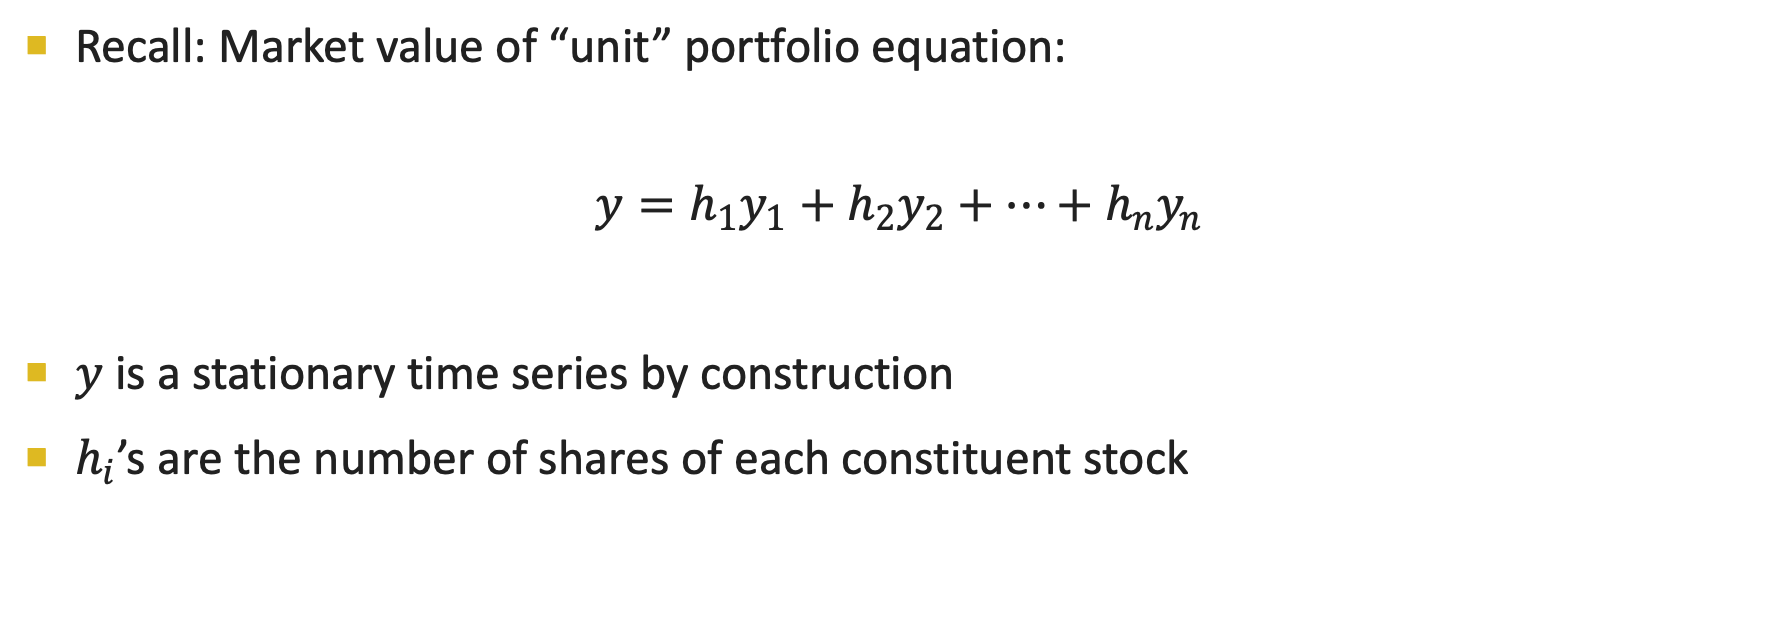 Recall: Market value of “unit” portfolio equation:
y = h₁y₁ + h₂y₂ + ⋯ + hₙyₙ
y is a stationary time series by construction
hᵢ’s are the number of shares of each constituent stock